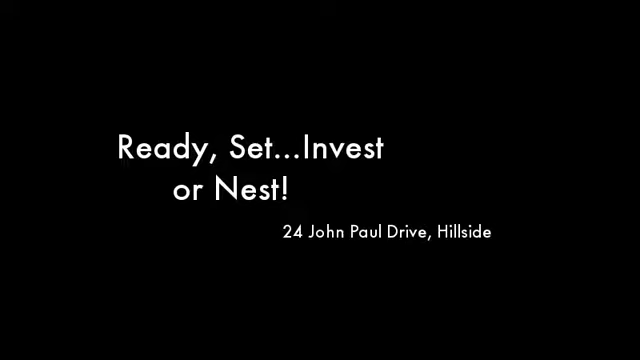 Ready, Set...Invest
or Nest!
24 John Paul Drive, Hillside